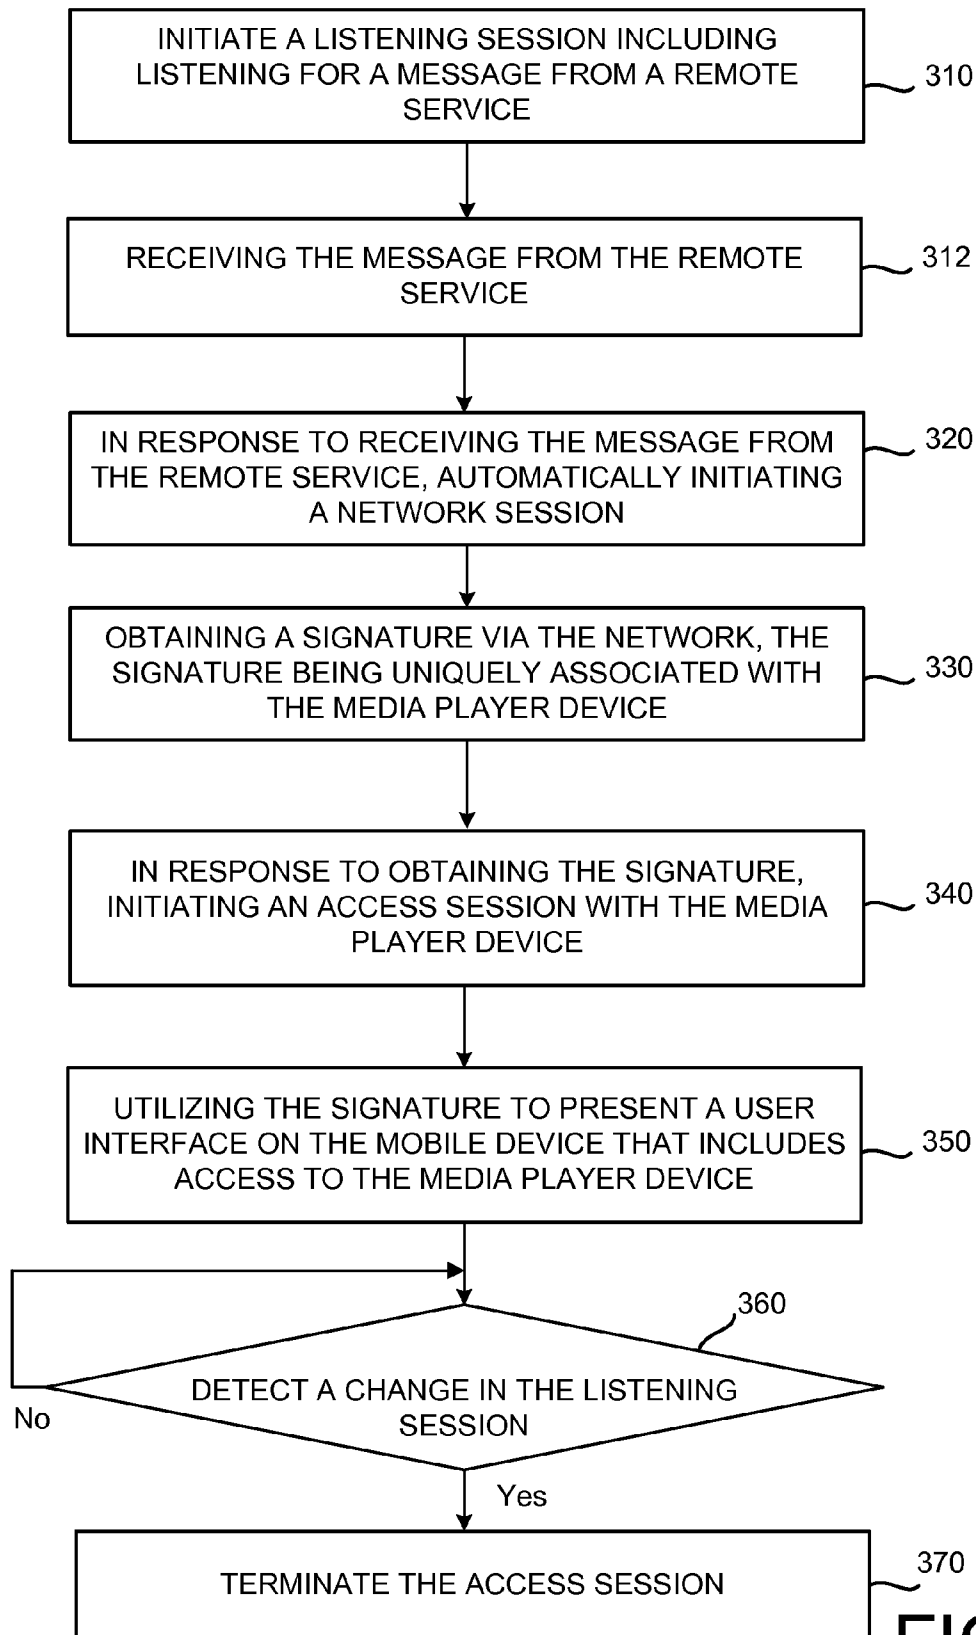 INITIATE A LISTENING SESSION INCLUDING
LISTENING FOR A MESSAGE FROM A REMOTE
SERVICE
310
RECEIVING THE MESSAGE FROM THE REMOTE
SERVICE
312
IN RESPONSE TO RECEIVING THE MESSAGE FROM
THE REMOTE SERVICE, AUTOMATICALLY INITIATING
A NETWORK SESSION
320
OBTAINING A SIGNATURE VIA THE NETWORK, THE
SIGNATURE BEING UNIQUELY ASSOCIATED WITH
THE MEDIA PLAYER DEVICE
330
IN RESPONSE TO OBTAINING THE SIGNATURE,
INITIATING AN ACCESS SESSION WITH THE MEDIA
PLAYER DEVICE
340
UTILIZING THE SIGNATURE TO PRESENT A USER
INTERFACE ON THE MOBILE DEVICE THAT INCLUDES
ACCESS TO THE MEDIA PLAYER DEVICE
350
360
DETECT A CHANGE IN THE LISTENING
SESSION
No
Yes
TERMINATE THE ACCESS SESSION
370